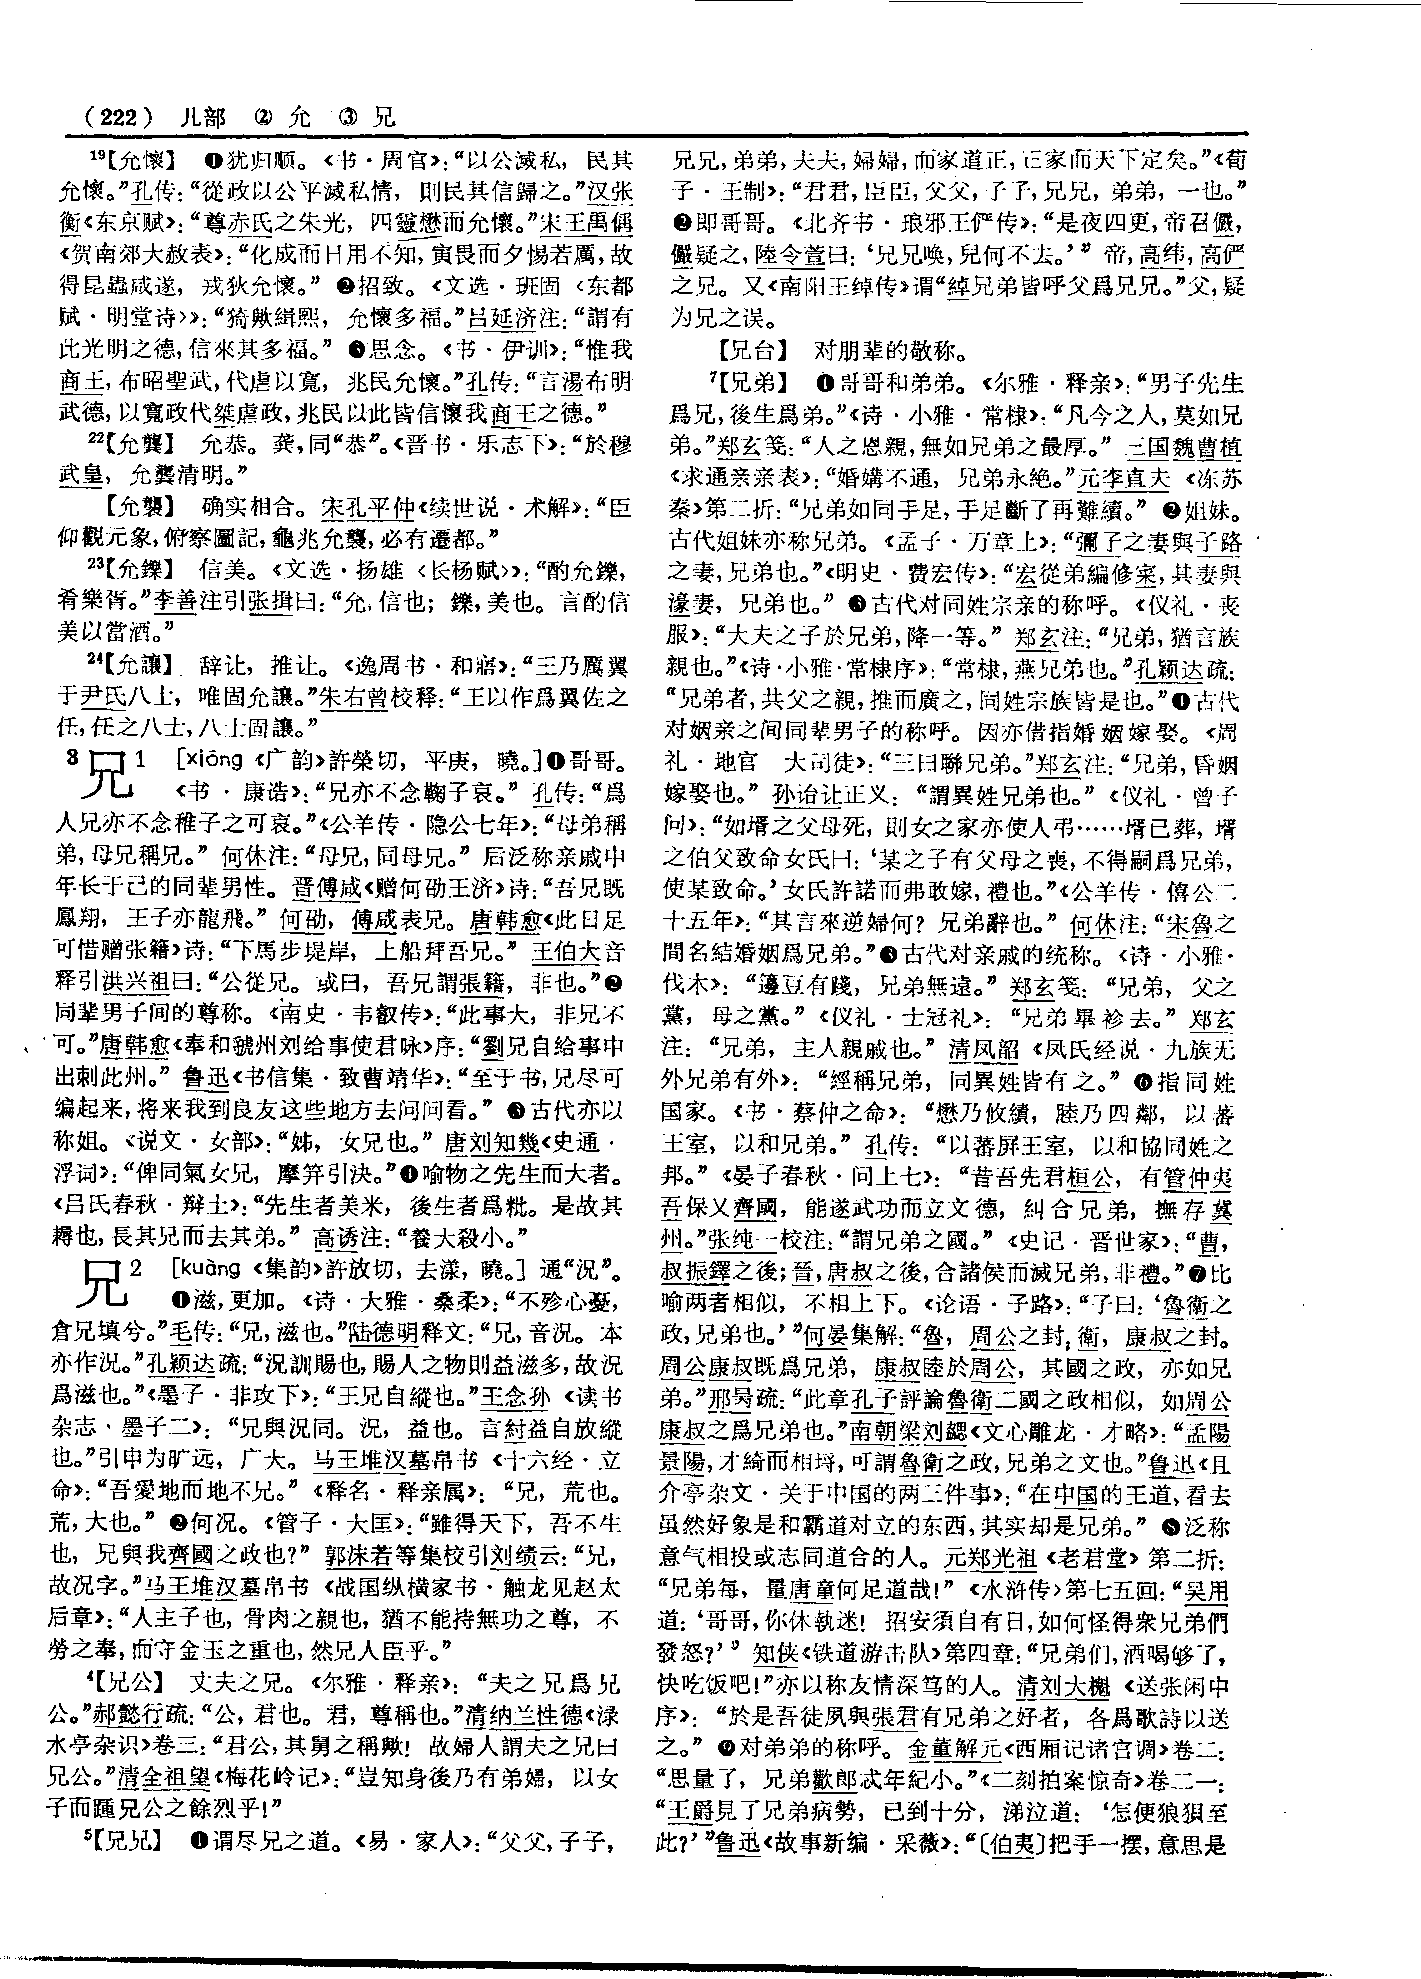 （222） 儿部 ② 允 ③ 兄
¹⁹【允懷】 ❶犹归顺。《书·周官》：“以公滅私，民其
允懷。”孔传：“從政以公平滅私情，則民其信歸之。”汉张
衡《东京赋》：“尊赤氏之朱光，四靈懋而允懷。”宋王禹偁
《贺南郊大赦表》：“化成而日用不知，寅畏而夕惕若厲，故
得昆蟲咸遂，戎狄允懷。” ❷招致。《文选·班固〈东都
赋·明堂诗〉》：“猗歟緝熙，允懷多福。”吕延济注：“謂有
此光明之德，信來其多福。” ❸思念。《书·伊训》：“惟我
商王，布昭聖武，代虐以寬，兆民允懷。”孔传：“言湯布明
武德，以寬政代桀虐政，兆民以此皆信懷我商王之德。”
²²【允龔】 允恭。龚，同“恭”。《晋书·乐志下》：“於穆
武皇，允龔清明。”
【允襲】 确实相合。宋孔平仲《续世说·术解》：“臣
仰觀元象，俯察圖記，龜兆允襲，必有遷都。”
²³【允鑠】 信美。《文选·扬雄〈长杨赋〉》：“酌允鑠，
肴樂胥。”李善注引张揖曰：“允，信也；鑠，美也。言酌信
美以當酒。”
²⁴【允讓】 辞让，推让。《逸周书·和寤》：“王乃厲翼
于尹氏八士，唯固允讓。”朱右曾校释：“王以作爲翼佐之
任，任之八士，八士固讓。”
3 兄 1 ［xiōng《广韵》許榮切，平庚，曉。］❶哥哥。
《书·康诰》：“兄亦不念鞠子哀。” 孔传：“爲
人兄亦不念稚子之可哀。”《公羊传·隐公七年》：“母弟稱
弟，母兄稱兄。” 何休注：“母兄，同母兄。” 后泛称亲戚中
年长于己的同辈男性。晋傅咸《赠何劭王济》诗：“吾兄既
鳳翔，王子亦龍飛。” 何劭，傅咸表兄。唐韩愈《此日足
可惜赠张籍》诗：“下馬步堤岸，上船拜吾兄。” 王伯大音
释引洪兴祖曰：“公從兄。或曰，吾兄謂張籍，非也。”❷
同辈男子间的尊称。《南史·韦叡传》：“此事大，非兄不
可。”唐韩愈《奉和虢州刘给事使君咏》序：“劉兄自給事中
出刺此州。” 鲁迅《书信集·致曹靖华》：“至于书，兄尽可
编起来，将来我到良友这些地方去问问看。” ❸古代亦以
称姐。《说文·女部》：“姊，女兄也。” 唐刘知幾《史通·
浮词》：“俾同氣女兄，摩笄引決。”❹喻物之先生而大者。
《吕氏春秋·辩土》：“先生者美米，後生者爲粃。是故其
耨也，長其兄而去其弟。” 高诱注：“養大殺小。”
兄 2 ［kuàng《集韵》許放切，去漾，曉。］ 通“況”。
❶滋，更加。《诗·大雅·桑柔》：“不殄心憂，
倉兄填兮。”毛传：“兄，滋也。”陆德明释文：“兄，音況。本
亦作況。”孔颖达疏：“況訓賜也，賜人之物則益滋多，故況
爲滋也。”《墨子·非攻下》：“王兄自縱也。”王念孙《读书
杂志·墨子二》：“兄與況同。況，益也。言紂益自放縱
也。”引申为旷远，广大。马王堆汉墓帛书《十六经·立
命》：“吾愛地而地不兄。”《释名·释亲属》：“兄，荒也。
荒，大也。” ❷何况。《管子·大匡》：“雖得天下，吾不生
也，兄與我齊國之政也？” 郭沫若等集校引刘绩云：“兄，
故況字。”马王堆汉墓帛书《战国纵横家书·触龙见赵太
后章》：“人主子也，骨肉之親也，猶不能持無功之尊，不
勞之奉，而守金玉之重也，然兄人臣乎。”
⁴【兄公】 丈夫之兄。《尔雅·释亲》：“夫之兄爲兄
公。”郝懿行疏：“公，君也。君，尊稱也。”清纳兰性德《渌
水亭杂识》卷三：“君公，其舅之稱歟！故婦人謂夫之兄曰
兄公。”清全祖望《梅花岭记》：“豈知身後乃有弟婦，以女
子而踵兄公之餘烈乎！”
⁵【兄兄】 ❶谓尽兄之道。《易·家人》：“父父，子子，
兄兄，弟弟，夫夫，婦婦，而家道正，正家而天下定矣。”《荀
子·王制》：“君君，臣臣，父父，子子，兄兄，弟弟，一也。”
❷即哥哥。《北齐书·琅邪王俨传》：“是夜四更，帝召儼，
儼疑之，陸令萱曰：‘兄兄喚，兒何不去。’” 帝，高纬，高俨
之兄。又《南阳王绰传》谓“綽兄弟皆呼父爲兄兄。”父，疑
为兄之误。
【兄台】 对朋辈的敬称。
⁷【兄弟】 ❶哥哥和弟弟。《尔雅·释亲》：“男子先生
爲兄，後生爲弟。”《诗·小雅·常棣》：“凡今之人，莫如兄
弟。”郑玄笺：“人之恩親，無如兄弟之最厚。” 三国魏曹植
《求通亲亲表》：“婚媾不通，兄弟永絶。”元李直夫《冻苏
秦》第二折：“兄弟如同手足，手足斷了再難續。” ❷姐妹。
古代姐妹亦称兄弟。《孟子·万章上》：“彌子之妻與子路
之妻，兄弟也。”《明史·费宏传》：“宏從弟編修寀，其妻與
濠妻，兄弟也。” ❸古代对同姓宗亲的称呼。《仪礼·丧
服》：“大夫之子於兄弟，降一等。” 郑玄注：“兄弟，猶言族
親也。”《诗·小雅·常棣序》：“常棣，燕兄弟也。”孔颖达疏：
“兄弟者，共父之親，推而廣之，同姓宗族皆是也。”❹古代
对姻亲之间同辈男子的称呼。因亦借指婚姻嫁娶。《周
礼·地官 大司徒》：“三曰聯兄弟。”郑玄注：“兄弟，昏姻
嫁娶也。” 孙诒让正义：“謂異姓兄弟也。”《仪礼·曾子
问》：“如壻之父母死，則女之家亦使人弔……壻已葬，壻
之伯父致命女氏曰：‘某之子有父母之喪，不得嗣爲兄弟，
使某致命。’女氏許諾而弗敢嫁，禮也。”《公羊传·僖公二
十五年》：“其言來逆婦何？兄弟辭也。” 何休注：“宋魯之
間名結婚姻爲兄弟。”❺古代对亲戚的统称。《诗·小雅·
伐木》：“籩豆有踐，兄弟無遠。” 郑玄笺：“兄弟，父之
黨，母之黨。”《仪礼·士冠礼》：“兄弟畢袗去。” 郑玄
注：“兄弟，主人親戚也。” 清凤韶《凤氏经说·九族无
外兄弟有外》：“經稱兄弟，同異姓皆有之。” ❻指同姓
国家。《书·蔡仲之命》：“懋乃攸績，睦乃四鄰，以蕃
王室，以和兄弟。” 孔传：“以蕃屏王室，以和協同姓之
邦。”《晏子春秋·问上七》：“昔吾先君桓公，有管仲夷
吾保乂齊國，能遂武功而立文德，糾合兄弟，撫存冀
州。”张纯一校注：“謂兄弟之國。”《史记·晋世家》：“曹，
叔振鐸之後；晉，唐叔之後，合諸侯而滅兄弟，非禮。”❼比
喻两者相似，不相上下。《论语·子路》：“子曰：‘魯衛之
政，兄弟也。’”何晏集解：“魯，周公之封；衛，康叔之封。
周公康叔既爲兄弟，康叔睦於周公，其國之政，亦如兄
弟。”邢昺疏：“此章孔子評論魯衛二國之政相似，如周公
康叔之爲兄弟也。”南朝梁刘勰《文心雕龙·才略》：“孟陽
景陽，才綺而相埒，可謂魯衛之政，兄弟之文也。”鲁迅《且
介亭杂文·关于中国的两三件事》：“在中国的王道，看去
虽然好象是和霸道对立的东西，其实却是兄弟。” ❽泛称
意气相投或志同道合的人。元郑光祖《老君堂》第二折：
“兄弟每，量唐童何足道哉！”《水浒传》第七五回：“吴用
道：‘哥哥，你休執迷！招安須自有日，如何怪得衆兄弟們
發怒？’” 知侠《铁道游击队》第四章：“兄弟们，酒喝够了，
快吃饭吧！”亦以称友情深笃的人。清刘大櫆《送张闲中
序》：“於是吾徒夙與張君有兄弟之好者，各爲歌詩以送
之。” ❾对弟弟的称呼。金董解元《西厢记诸宫调》卷二：
“思量了，兄弟歡郎忒年紀小。”《二刻拍案惊奇》卷二一：
“王爵見了兄弟病勢，已到十分，涕泣道：‘怎便狼狽至
此？’”鲁迅《故事新编·采薇》：“〔伯夷〕把手一摆，意思是